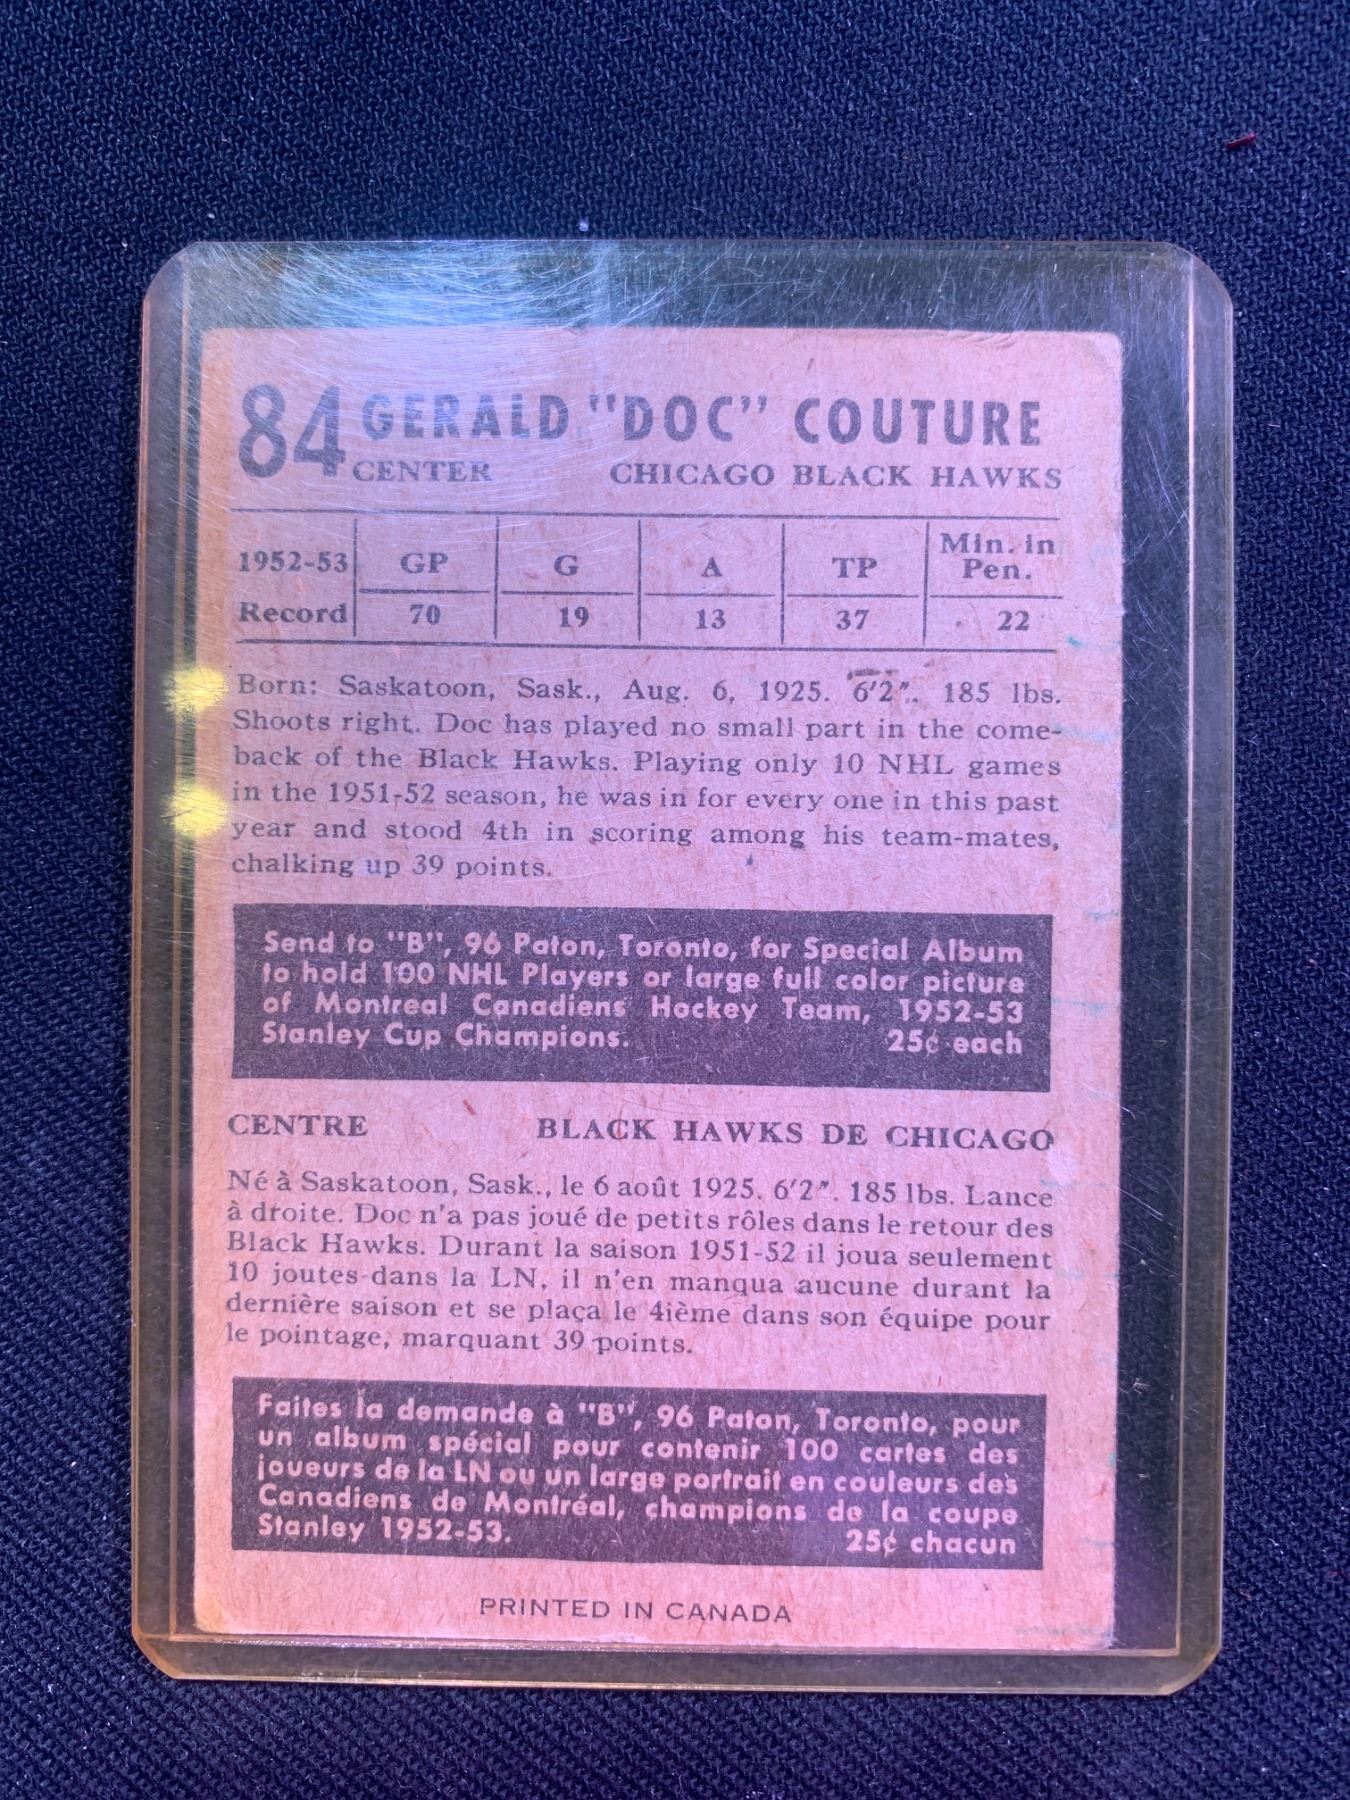 84 GERALD "DOC" COUTURE
CENTER CHICAGO BLACK HAWKS
1952-53 GP G A TP Min. in Pen.
Record 70 19 13 37 22
Born: Saskatoon, Sask., Aug. 6, 1925. 6'2". 185 lbs.
Shoots right. Doc has played no small part in the come-
back of the Black Hawks. Playing only 10 NHL games
in the 1951-52 season, he was in for every one in this past
year and stood 4th in scoring among his team-mates,
chalking up 39 points.
Send to "B", 96 Paton, Toronto, for Special Album
to hold 100 NHL Players or large full color picture
of Montreal Canadiens Hockey Team, 1952-53
Stanley Cup Champions. 25¢ each
CENTRE BLACK HAWKS DE CHICAGO
Né à Saskatoon, Sask., le 6 août 1925. 6'2". 185 lbs. Lance
à droite. Doc n'a pas joué de petits rôles dans le retour des
Black Hawks. Durant la saison 1951-52 il joua seulement
10 joutes dans la LN, il n'en manqua aucune durant la
dernière saison et se plaça le 4ième dans son équipe pour
le pointage, marquant 39 points.
Faites la demande à "B", 96 Paton, Toronto, pour
un album spécial pour contenir 100 cartes des
joueurs de la LN ou un large portrait en couleurs des
Canadiens de Montréal, champions de la coupe
Stanley 1952-53. 25¢ chacun
PRINTED IN CANADA